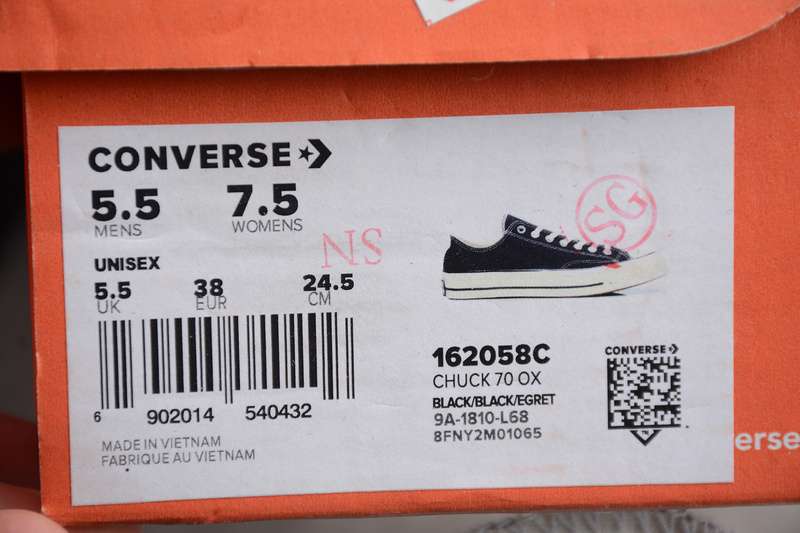 CONVERSE
5.5 7.5
MENS WOMENS
NS
UNISEX
5.5 38 24.5
UK EUR CM
6 902014 540432
MADE IN VIETNAM
FABRIQUE AU VIETNAM
SG
162058C
CHUCK 70 OX
BLACK/BLACK/EGRET
9A-1810-L68
8FNY2M01065
CONVERSE
erse